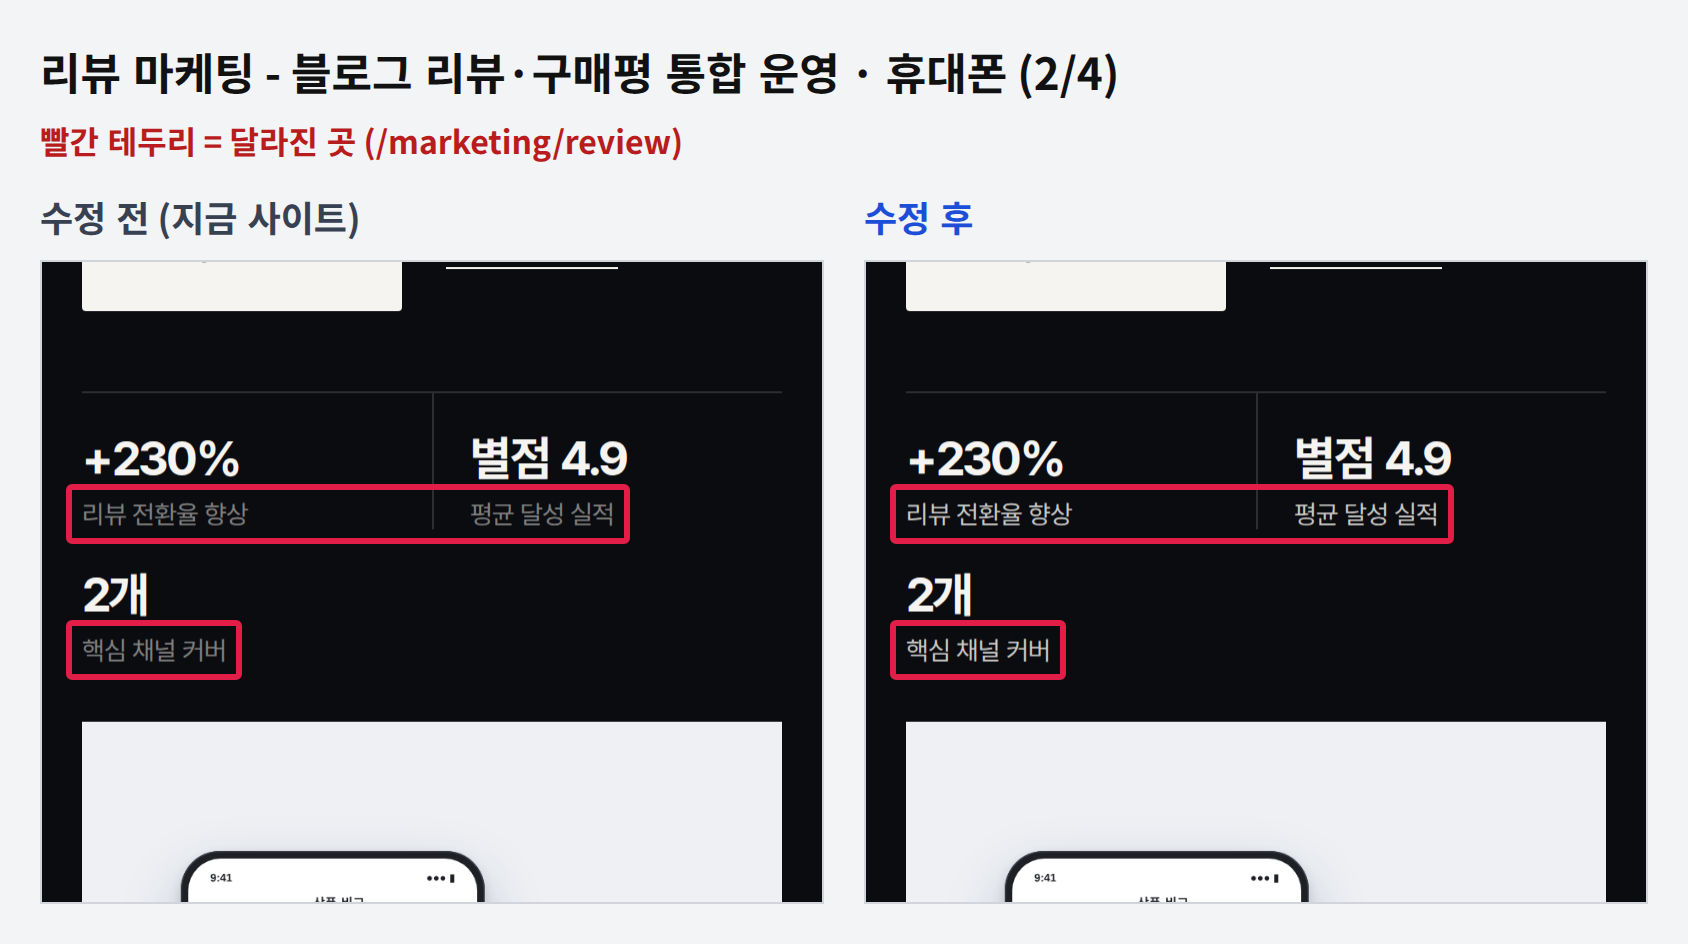 리뷰 마케팅 - 블로그 리뷰·구매평 통합 운영 · 휴대폰 (2/4)
빨간 테두리 = 달라진 곳 (/marketing/review)
수정 전 (지금 사이트)
+230%
별점 4.9
리뷰 전환율 향상
평균 달성 실적
2개
핵심 채널 커버
9:41
수정 후
+230%
별점 4.9
리뷰 전환율 향상
평균 달성 실적
2개
핵심 채널 커버
9:41